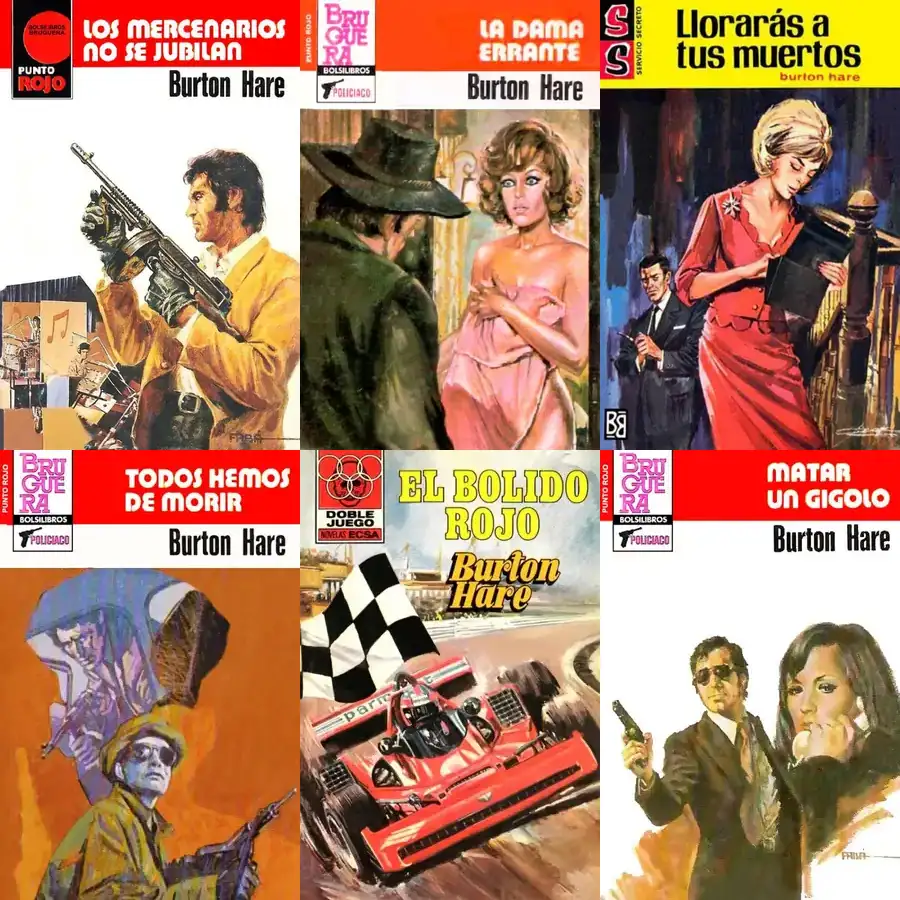 BOLSILIBROS
BRUGUERA
PUNTO
ROJO
LOS MERCENARIOS
NO SE JUBILAN
Burton Hare
FABÁ
PUNTO ROJO
BRU
GUE
RA
BOLSILIBROS
POLICIACO
LA DAMA
ERRANTE
Burton Hare
SS
SERVICIO SECRETO
Llorarás a
tus muertos
burton hare
BB
PUNTO ROJO
BRU
GUE
RA
BOLSILIBROS
POLICIACO
TODOS HEMOS
DE MORIR
Burton Hare
DOBLE
JUEGO
NOVELAS ECSA
EL BOLIDO
ROJO
Burton
Hare
PUNTO ROJO
BRU
GUE
RA
BOLSILIBROS
POLICIACO
MATAR
UN GIGOLO
Burton Hare
FABÁ